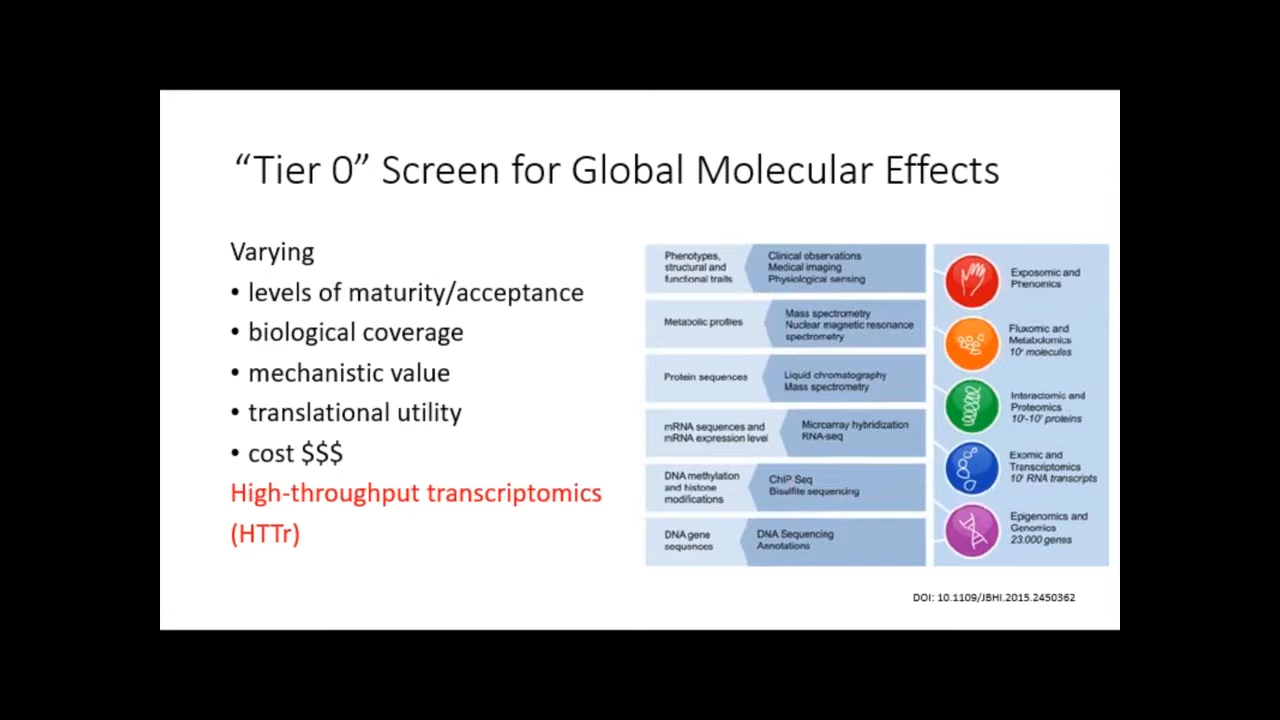 “Tier 0” Screen for Global Molecular Effects
Varying
• levels of maturity/acceptance
• biological coverage
• mechanistic value
• translational utility
• cost $$$
High-throughput transcriptomics
(HTTr)
Phenotypes,
structural and
functional traits
Clinical observations
Medical imaging
Physiological sensing
Metabolic profiles
Mass spectrometry
Nuclear magnetic resonance
spectrometry
Protein sequences
Liquid chromatography
Mass spectrometry
mRNA sequences and
mRNA expression level
Microarray hybridization
RNA-seq
DNA methylation
and histone
modifications
ChIP Seq
Bisulfite sequencing
DNA gene
sequences
DNA Sequencing
Annotations
Exposomic and
Phenomics
Fluxomic and
Metabolomics
molecules
Interactomic and
Proteomics
proteins
Exomic and
Transcriptomics
RNA transcripts
Epigenomics and
Genomics
23.000 genes
DOI: 10.1109/JBHI.2015.2450362